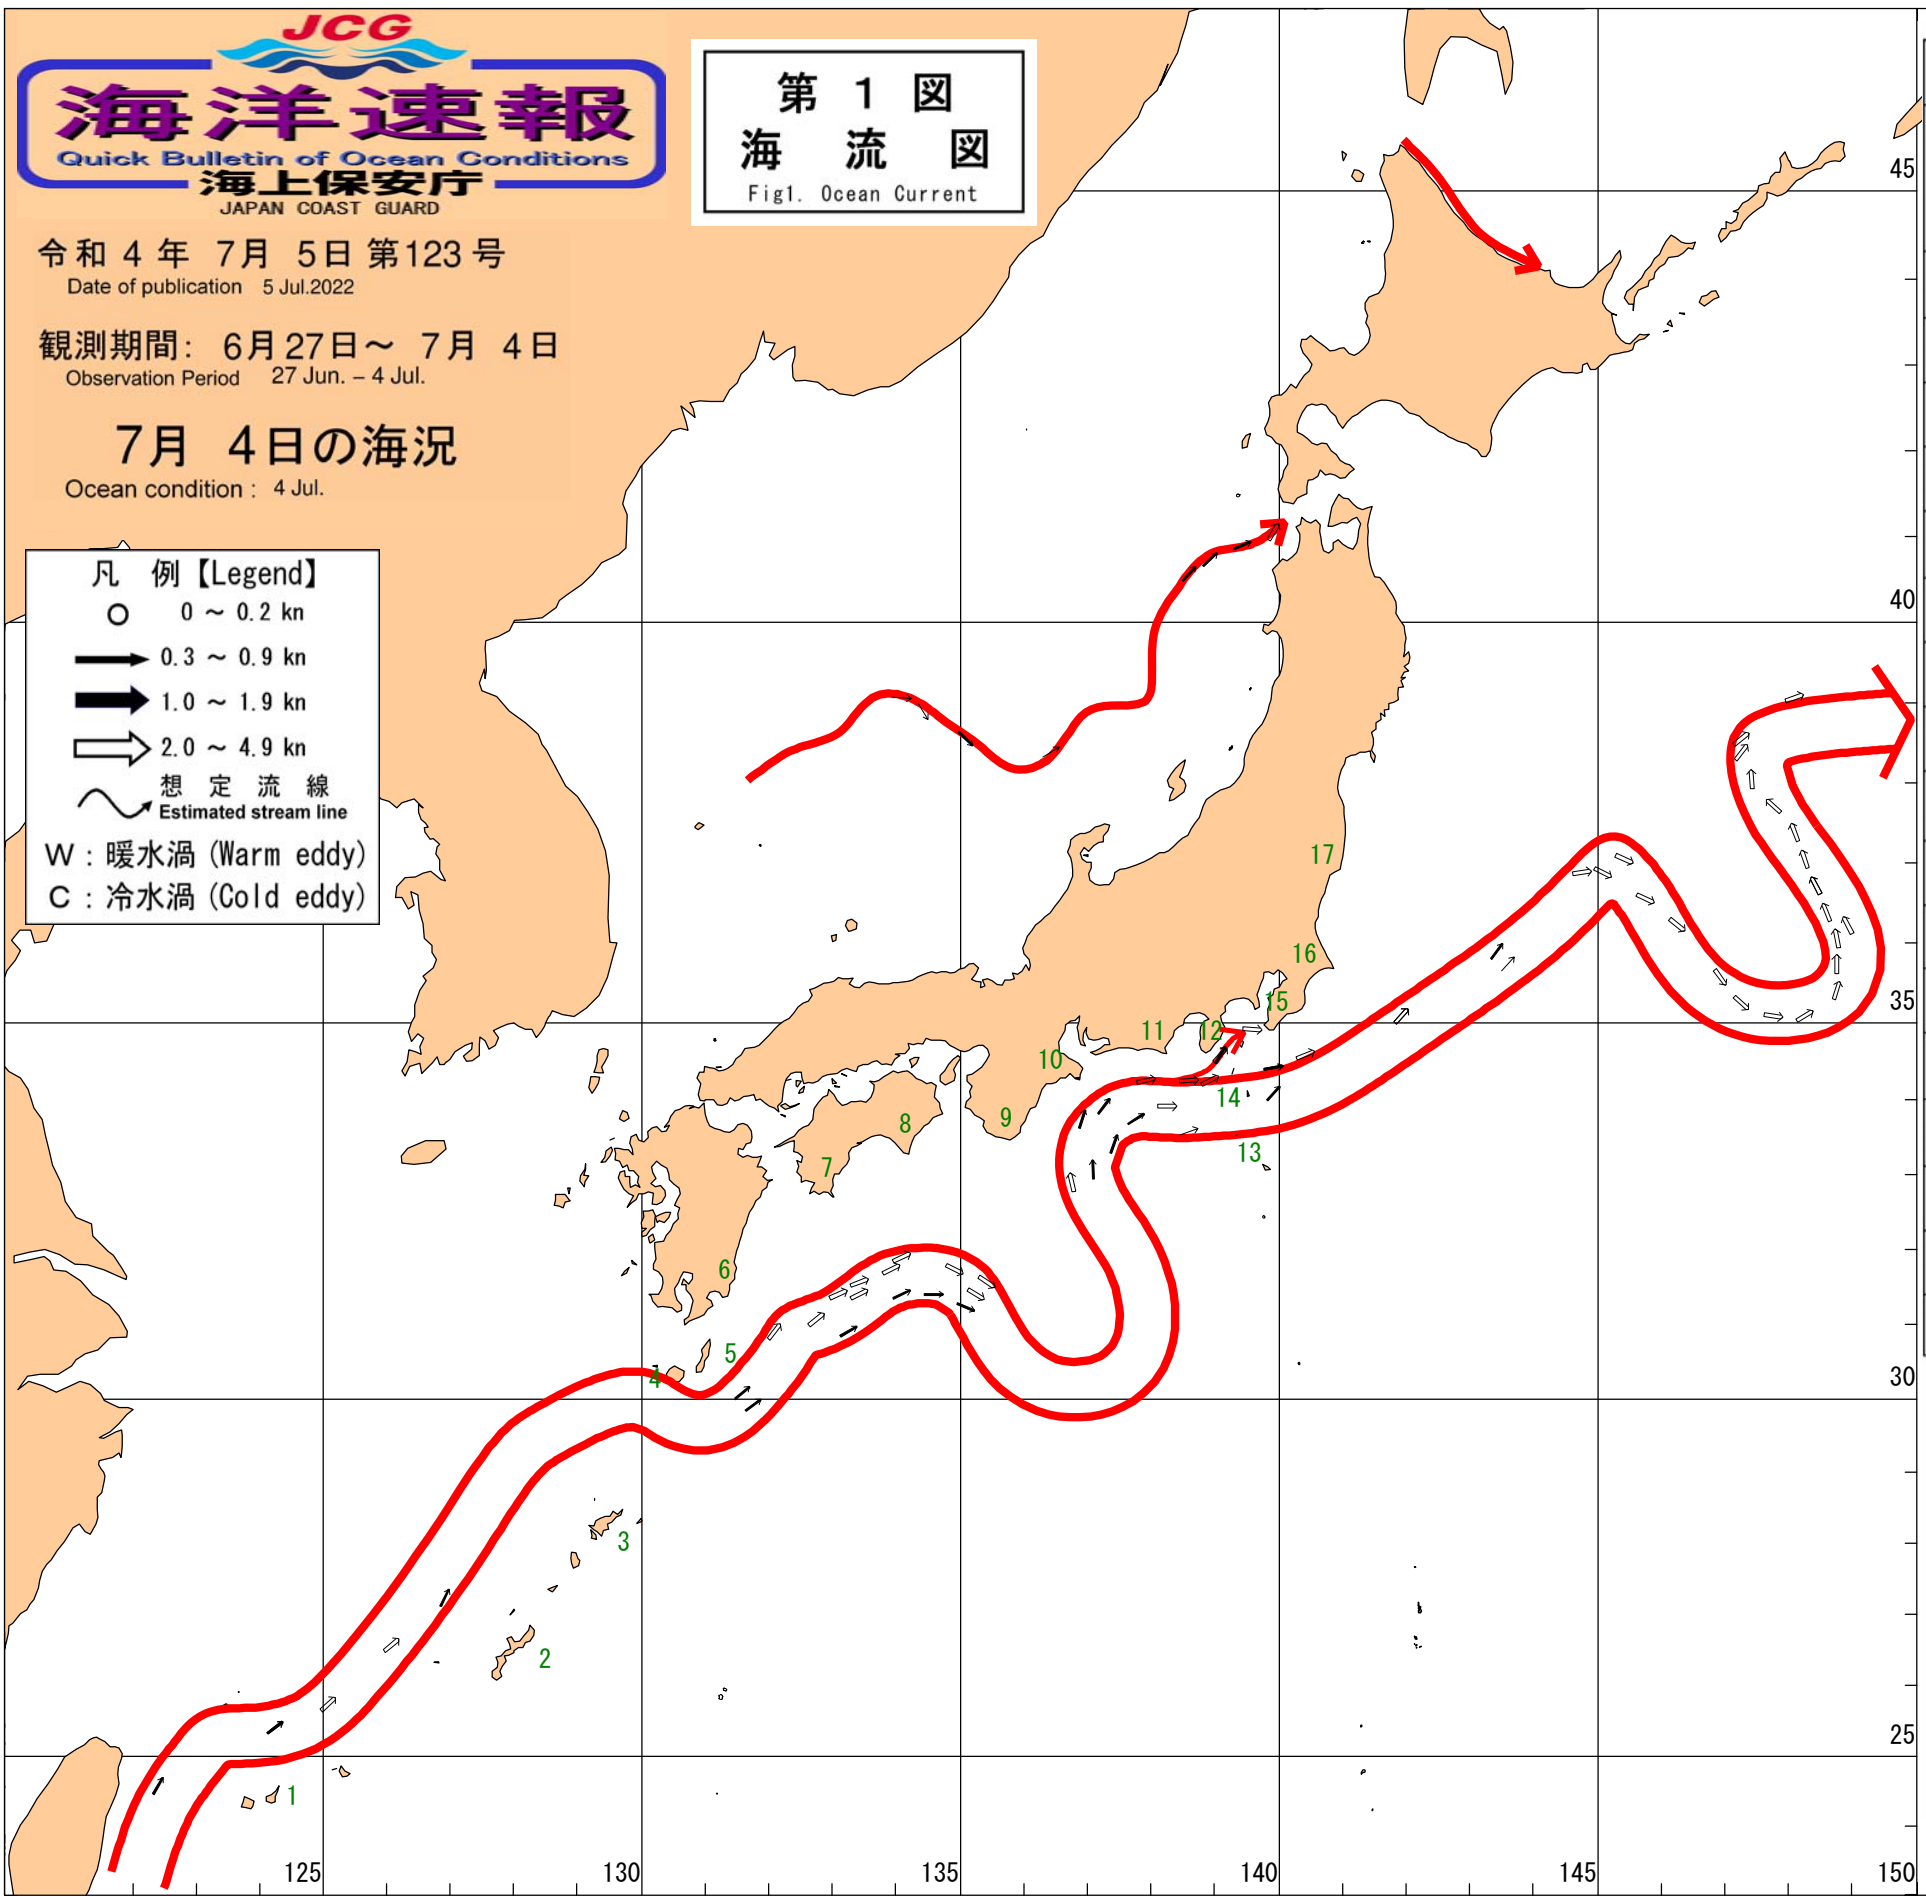 JCG
海洋速報
Quick Bulletin of Ocean Conditions
海上保安庁
JAPAN COAST GUARD
令和 4 年 7月 5日 第123 号
Date of publication 5 Jul.2022
観測期間: 6月27日～ 7月 4日
Observation Period 27 Jun. – 4 Jul.
7月 4日の海況
Ocean condition : 4 Jul.
第 1 図
海 流 図
Fig1. Ocean Current
凡 例【Legend】
0 ～ 0.2 kn
0.3 ～ 0.9 kn
1.0 ～ 1.9 kn
2.0 ～ 4.9 kn
想 定 流 線
Estimated stream line
W : 暖水渦 (Warm eddy)
C : 冷水渦 (Cold eddy)
45
40
35
30
25
17
16
15
12
11
10
14
9
8
13
7
6
5
4
3
2
1
125
130
135
140
145
150